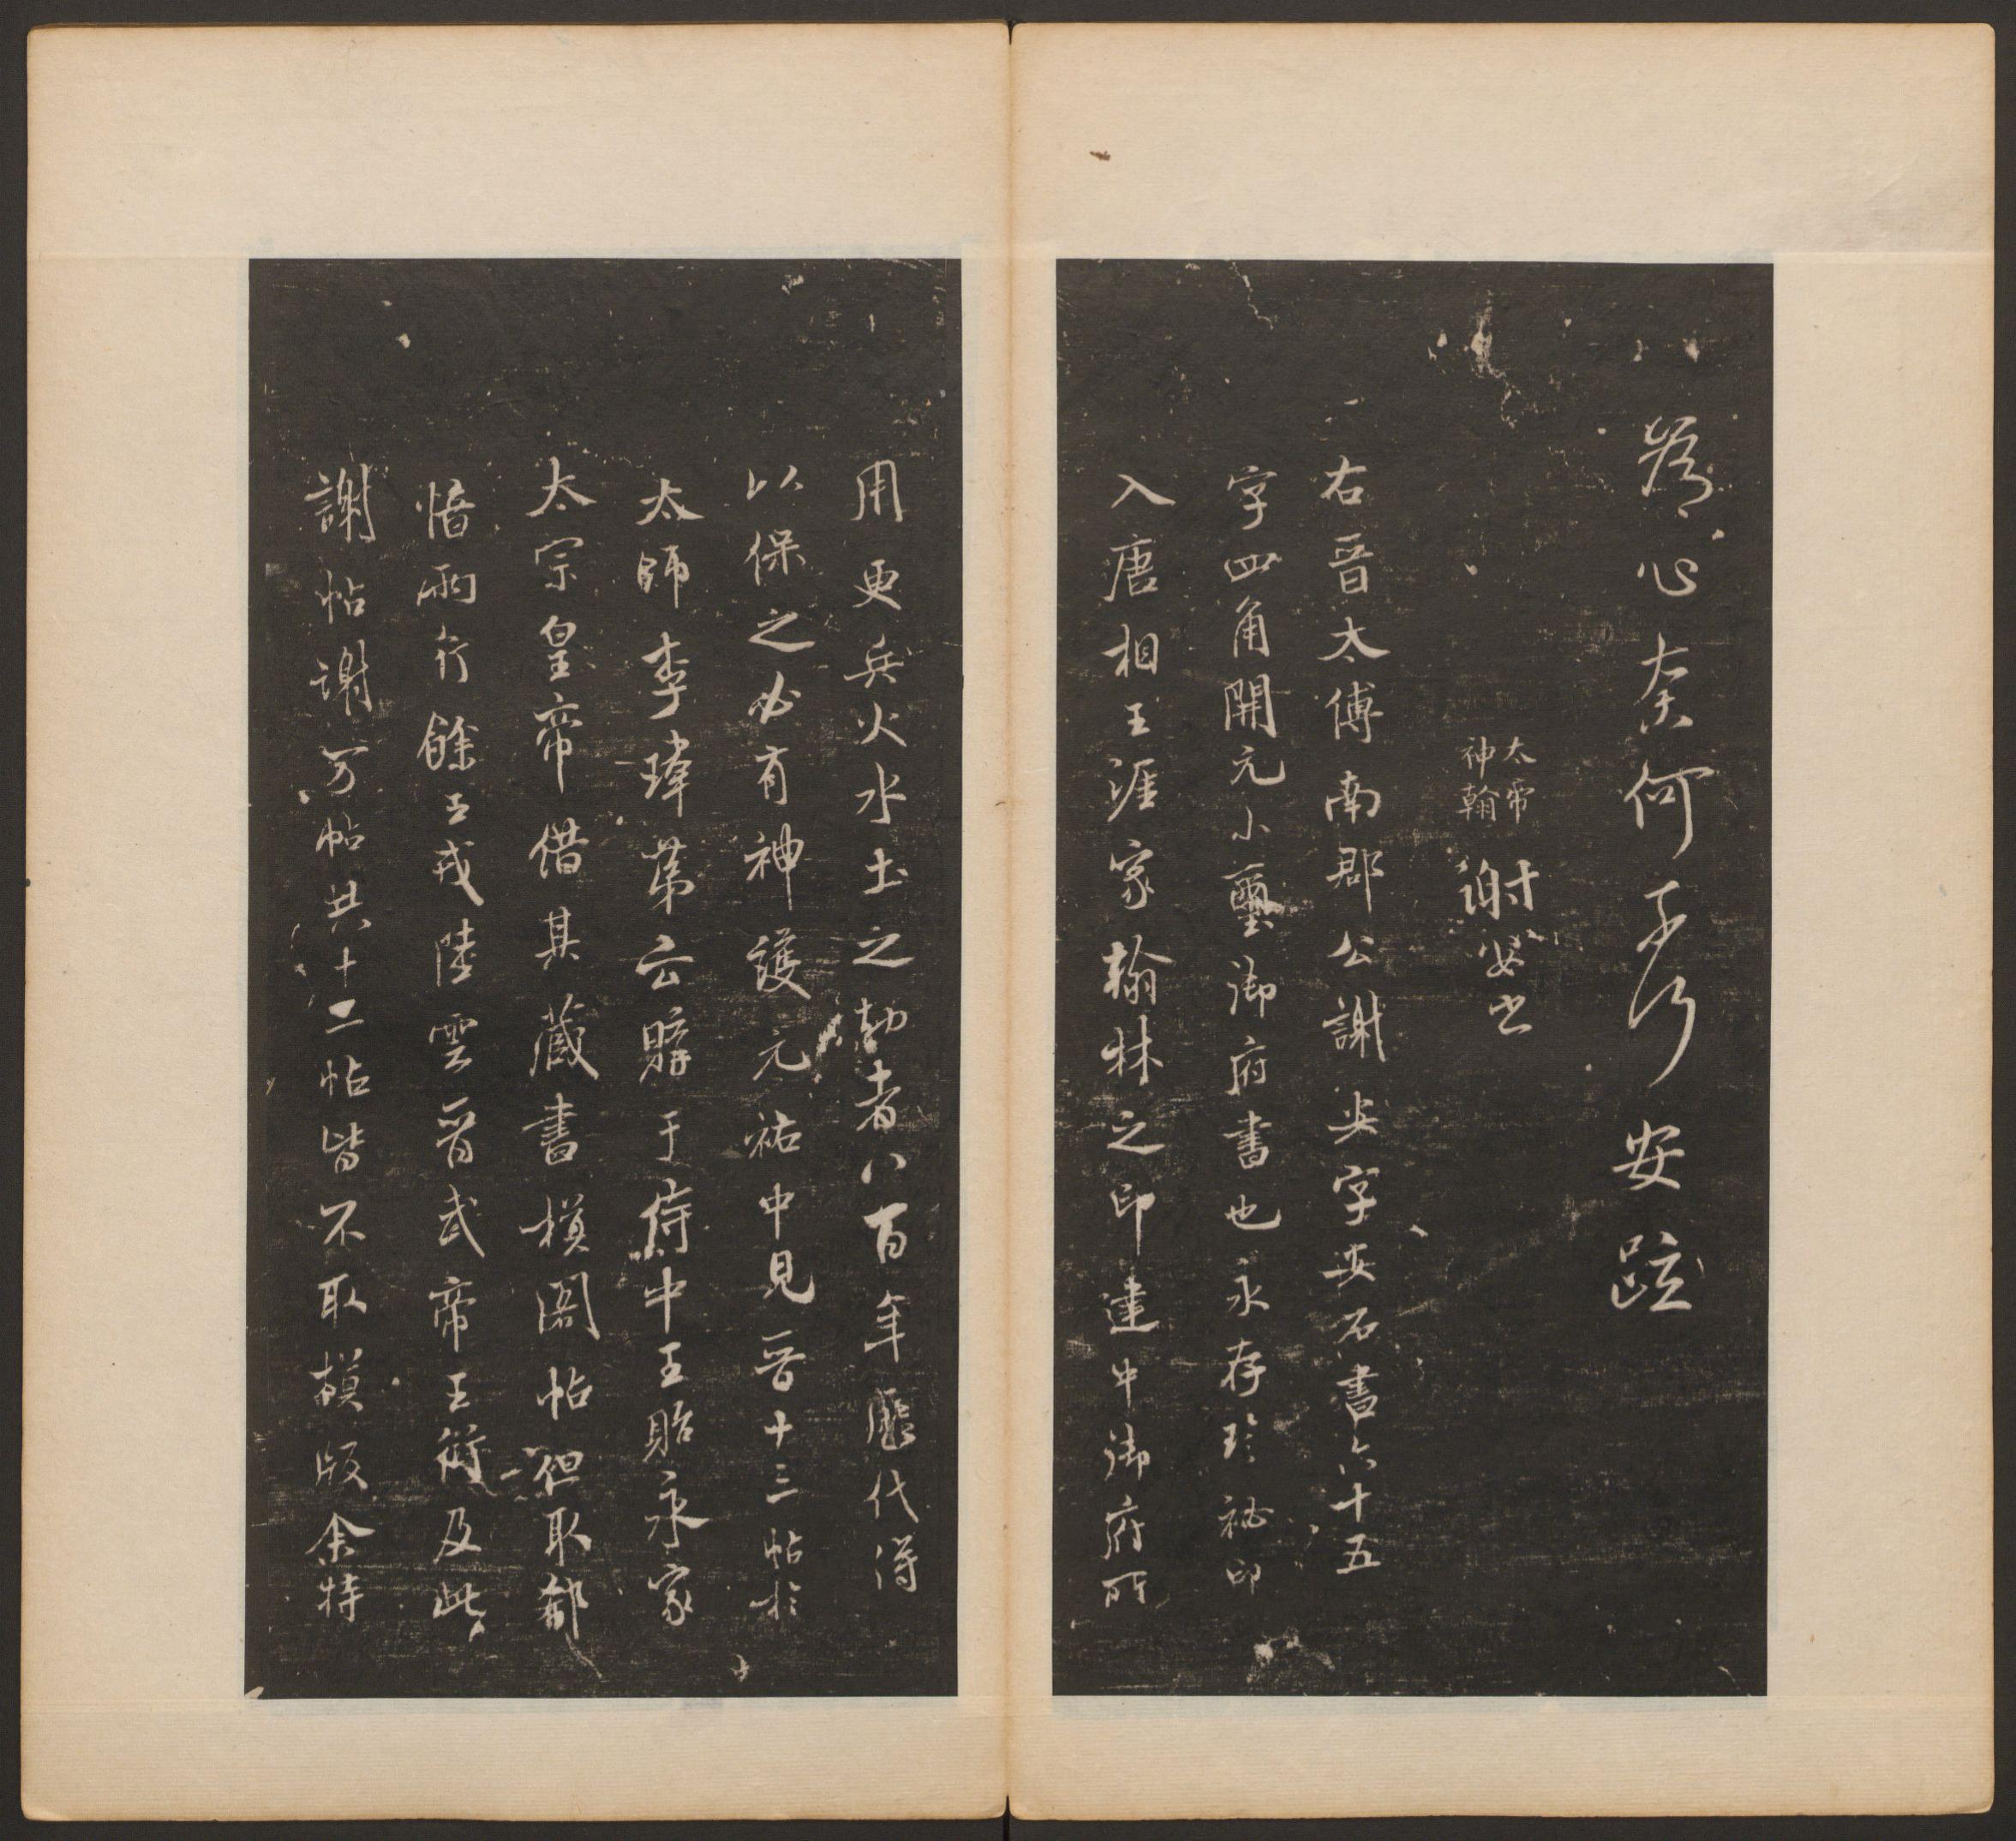 為心奈何奈何安疏
太帝
神翰
謝安書
右晉太傅南郡公謝安字安石書六十五
字四角開元小璽御府書也永存珍祕印
入唐相王涯家翰林之印建中御府所
用更兵火水土之劫者八百年歷代得
以保之必有神護元祐中見晉十三帖於
太師李瑋第云購于侍中王貽永家
太宗皇帝借其藏書模閣帖但取郗
愔兩行餘王戎陸雲晉武帝王衍及此
謝帖謝万帖共十二帖皆不取模版余特